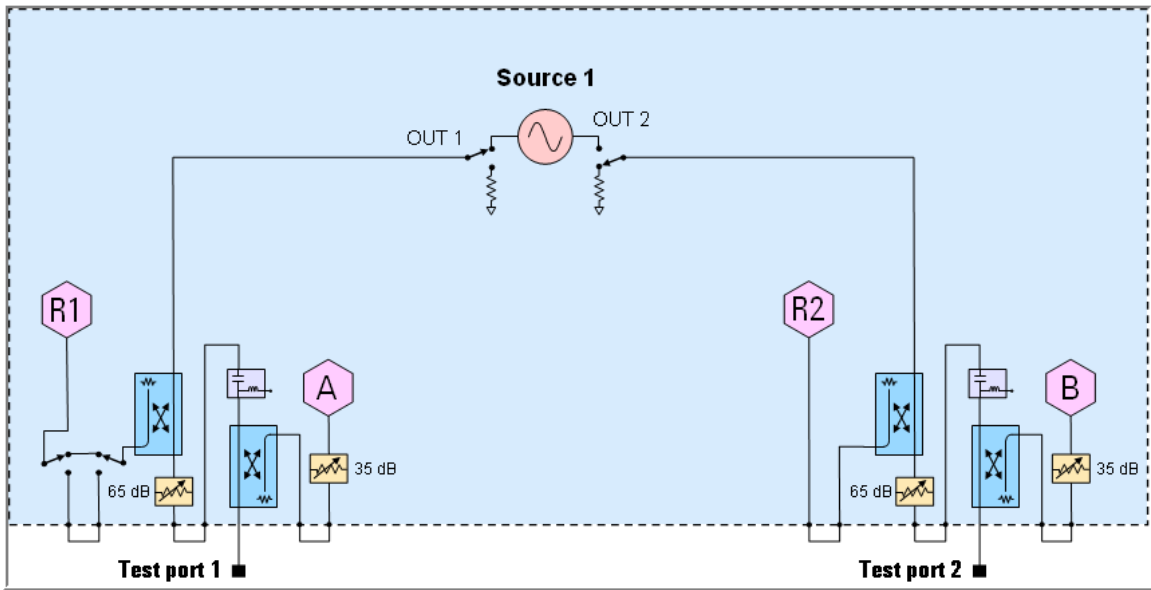 Source 1
OUT 1
OUT 2
R1
R2
A
B
65 dB
35 dB
65 dB
35 dB
Test port 1
Test port 2